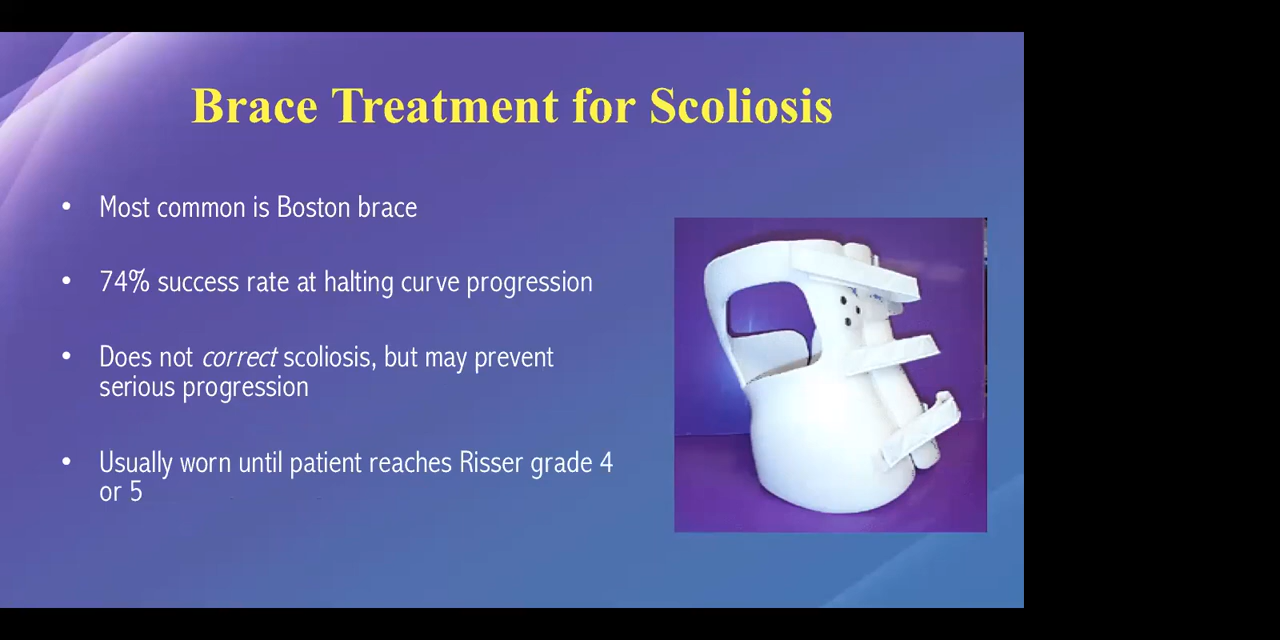 Brace Treatment for Scoliosis
• Most common is Boston brace
• 74% success rate at halting curve progression
• Does not correct scoliosis, but may prevent
serious progression
• Usually worn until patient reaches Risser grade 4
or 5